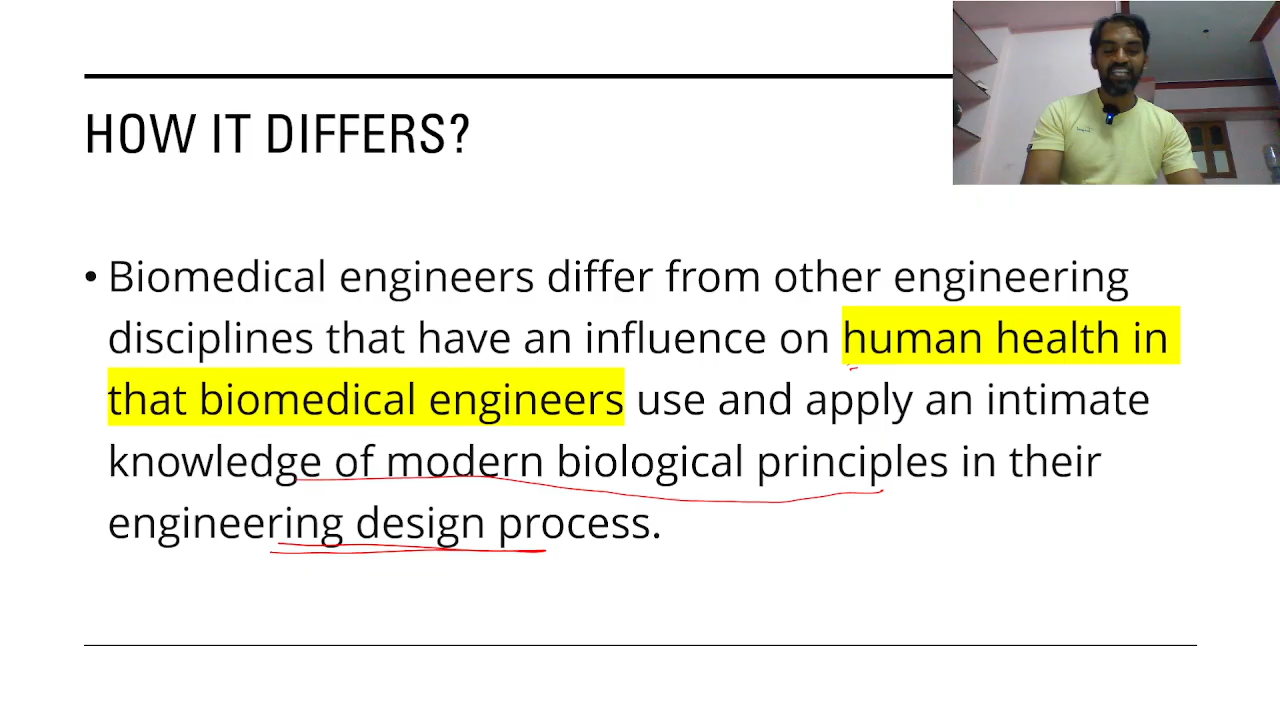 HOW IT DIFFERS?
• Biomedical engineers differ from other engineering
disciplines that have an influence on human health in
that biomedical engineers use and apply an intimate
knowledge of modern biological principles in their
engineering design process.